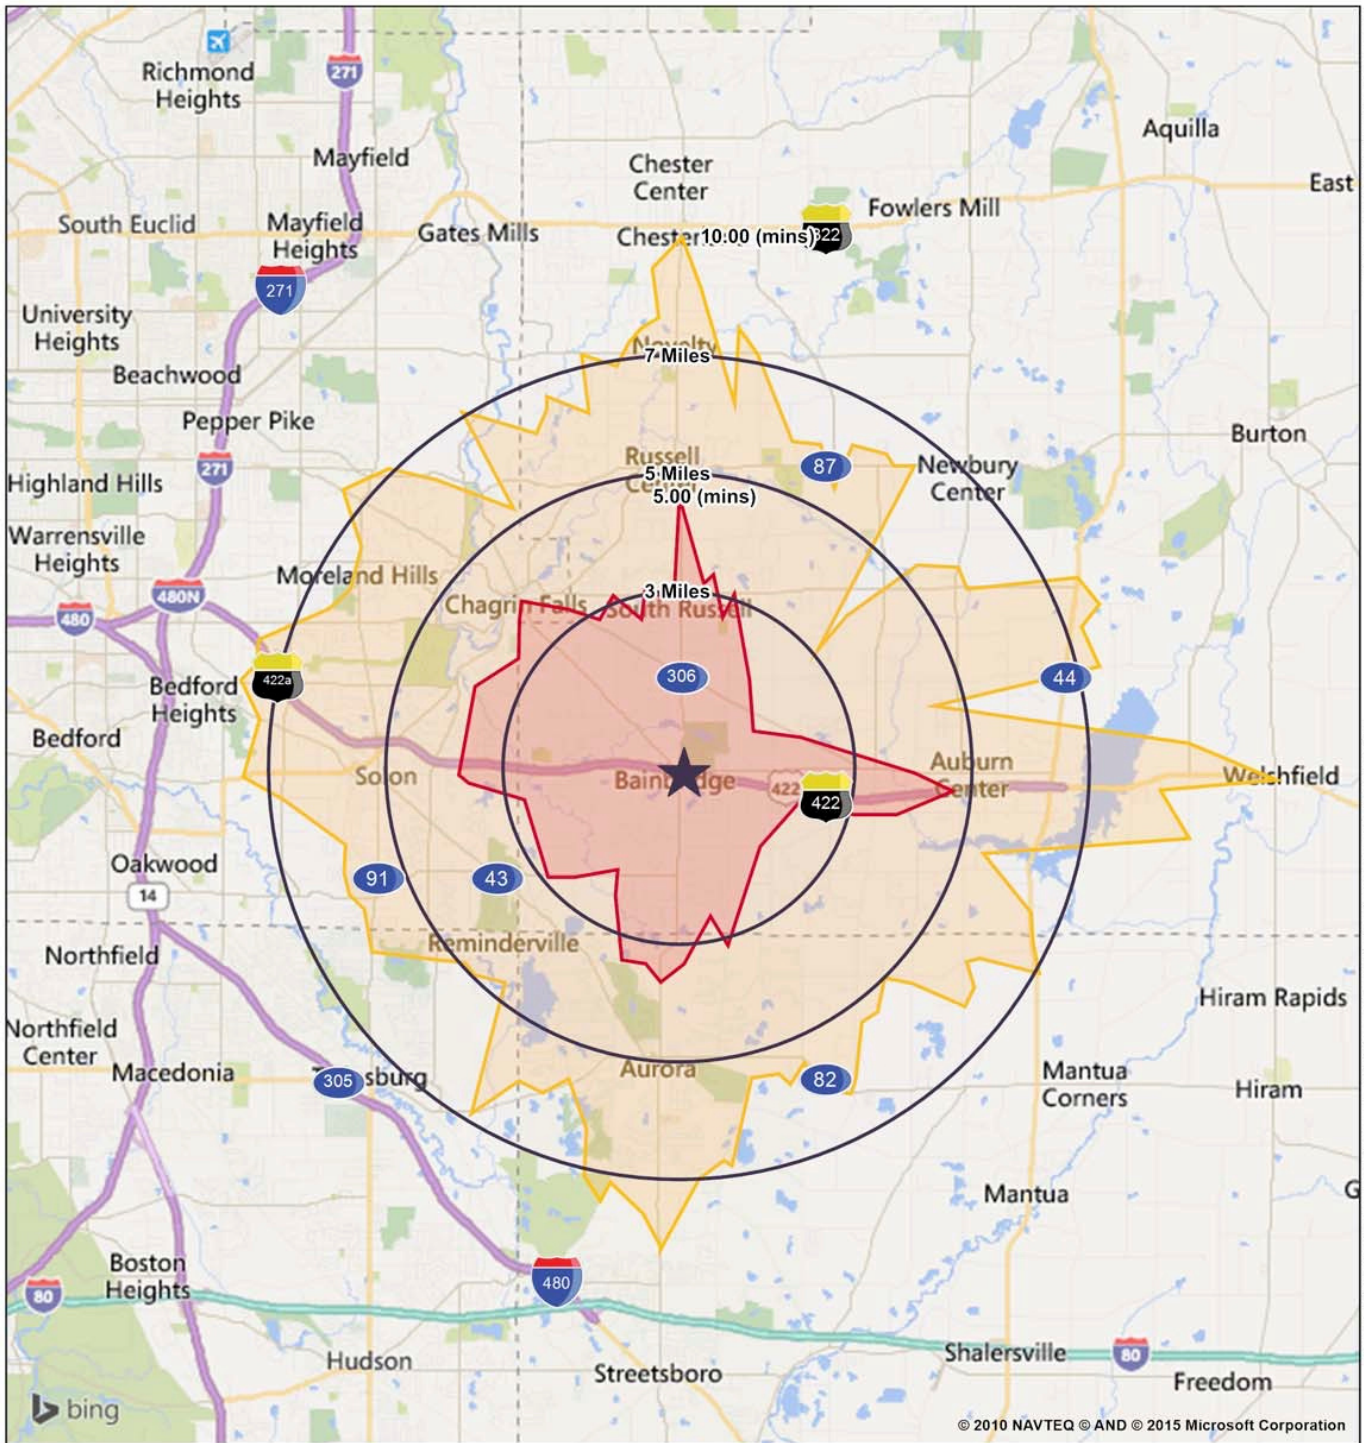 Richmond
Heights
271
Mayfield
Aquilla
Chester
Center
East
Fowlers Mill
South Euclid
Mayfield
Heights
Gates Mills
Chester
10.00 (mins)
322
271
University
Heights
Novelty
7 Miles
Beachwood
Pepper Pike
Burton
Russell
Center
5 Miles
5.00 (mins)
87
Newbury
Center
271
Highland Hills
Warrensville
Heights
Moreland Hills
480N
480
3 Miles
Chagrin Falls
South Russell
422a
306
44
Bedford
Heights
Bedford
Solon
Bainbridge
422
422
Auburn
Center
Welshfield
Oakwood
14
91
43
Reminderville
Northfield
Hiram Rapids
Northfield
Center
Macedonia
305
sburg
Aurora
82
Mantua
Corners
Hiram
Mantua
G
Boston
Heights
80
480
Hudson
Streetsboro
Shalersville
80
Freedom
bing
© 2010 NAVTEQ © AND © 2015 Microsoft Corporation